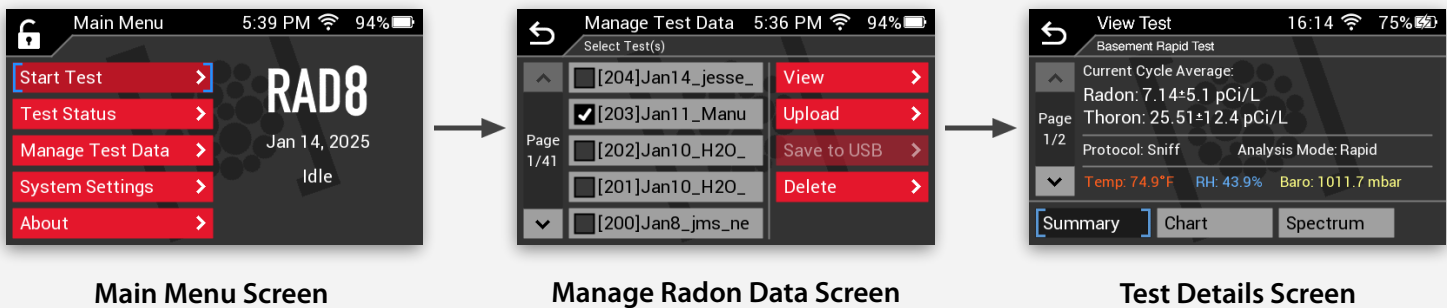 Main Menu 5:39 PM 94%
Start Test
Test Status
Manage Test Data
System Settings
About
RAD8
Jan 14, 2025
Idle
Main Menu Screen
Manage Test Data 5:36 PM 94%
Select Test(s)
Page
1/41
[204]Jan14_jesse_
[203]Jan11_Manu
[202]Jan10_H2O_
[201]Jan10_H2O_
[200]Jan8_jms_ne
View
Upload
Save to USB
Delete
Manage Radon Data Screen
View Test 16:14 75%
Basement Rapid Test
Page
1/2
Current Cycle Average:
Radon: 7.14±5.1 pCi/L
Thoron: 25.51±12.4 pCi/L
Protocol: Sniff Analysis Mode: Rapid
Temp: 74.9°F RH: 43.9% Baro: 1011.7 mbar
Summary Chart Spectrum
Test Details Screen